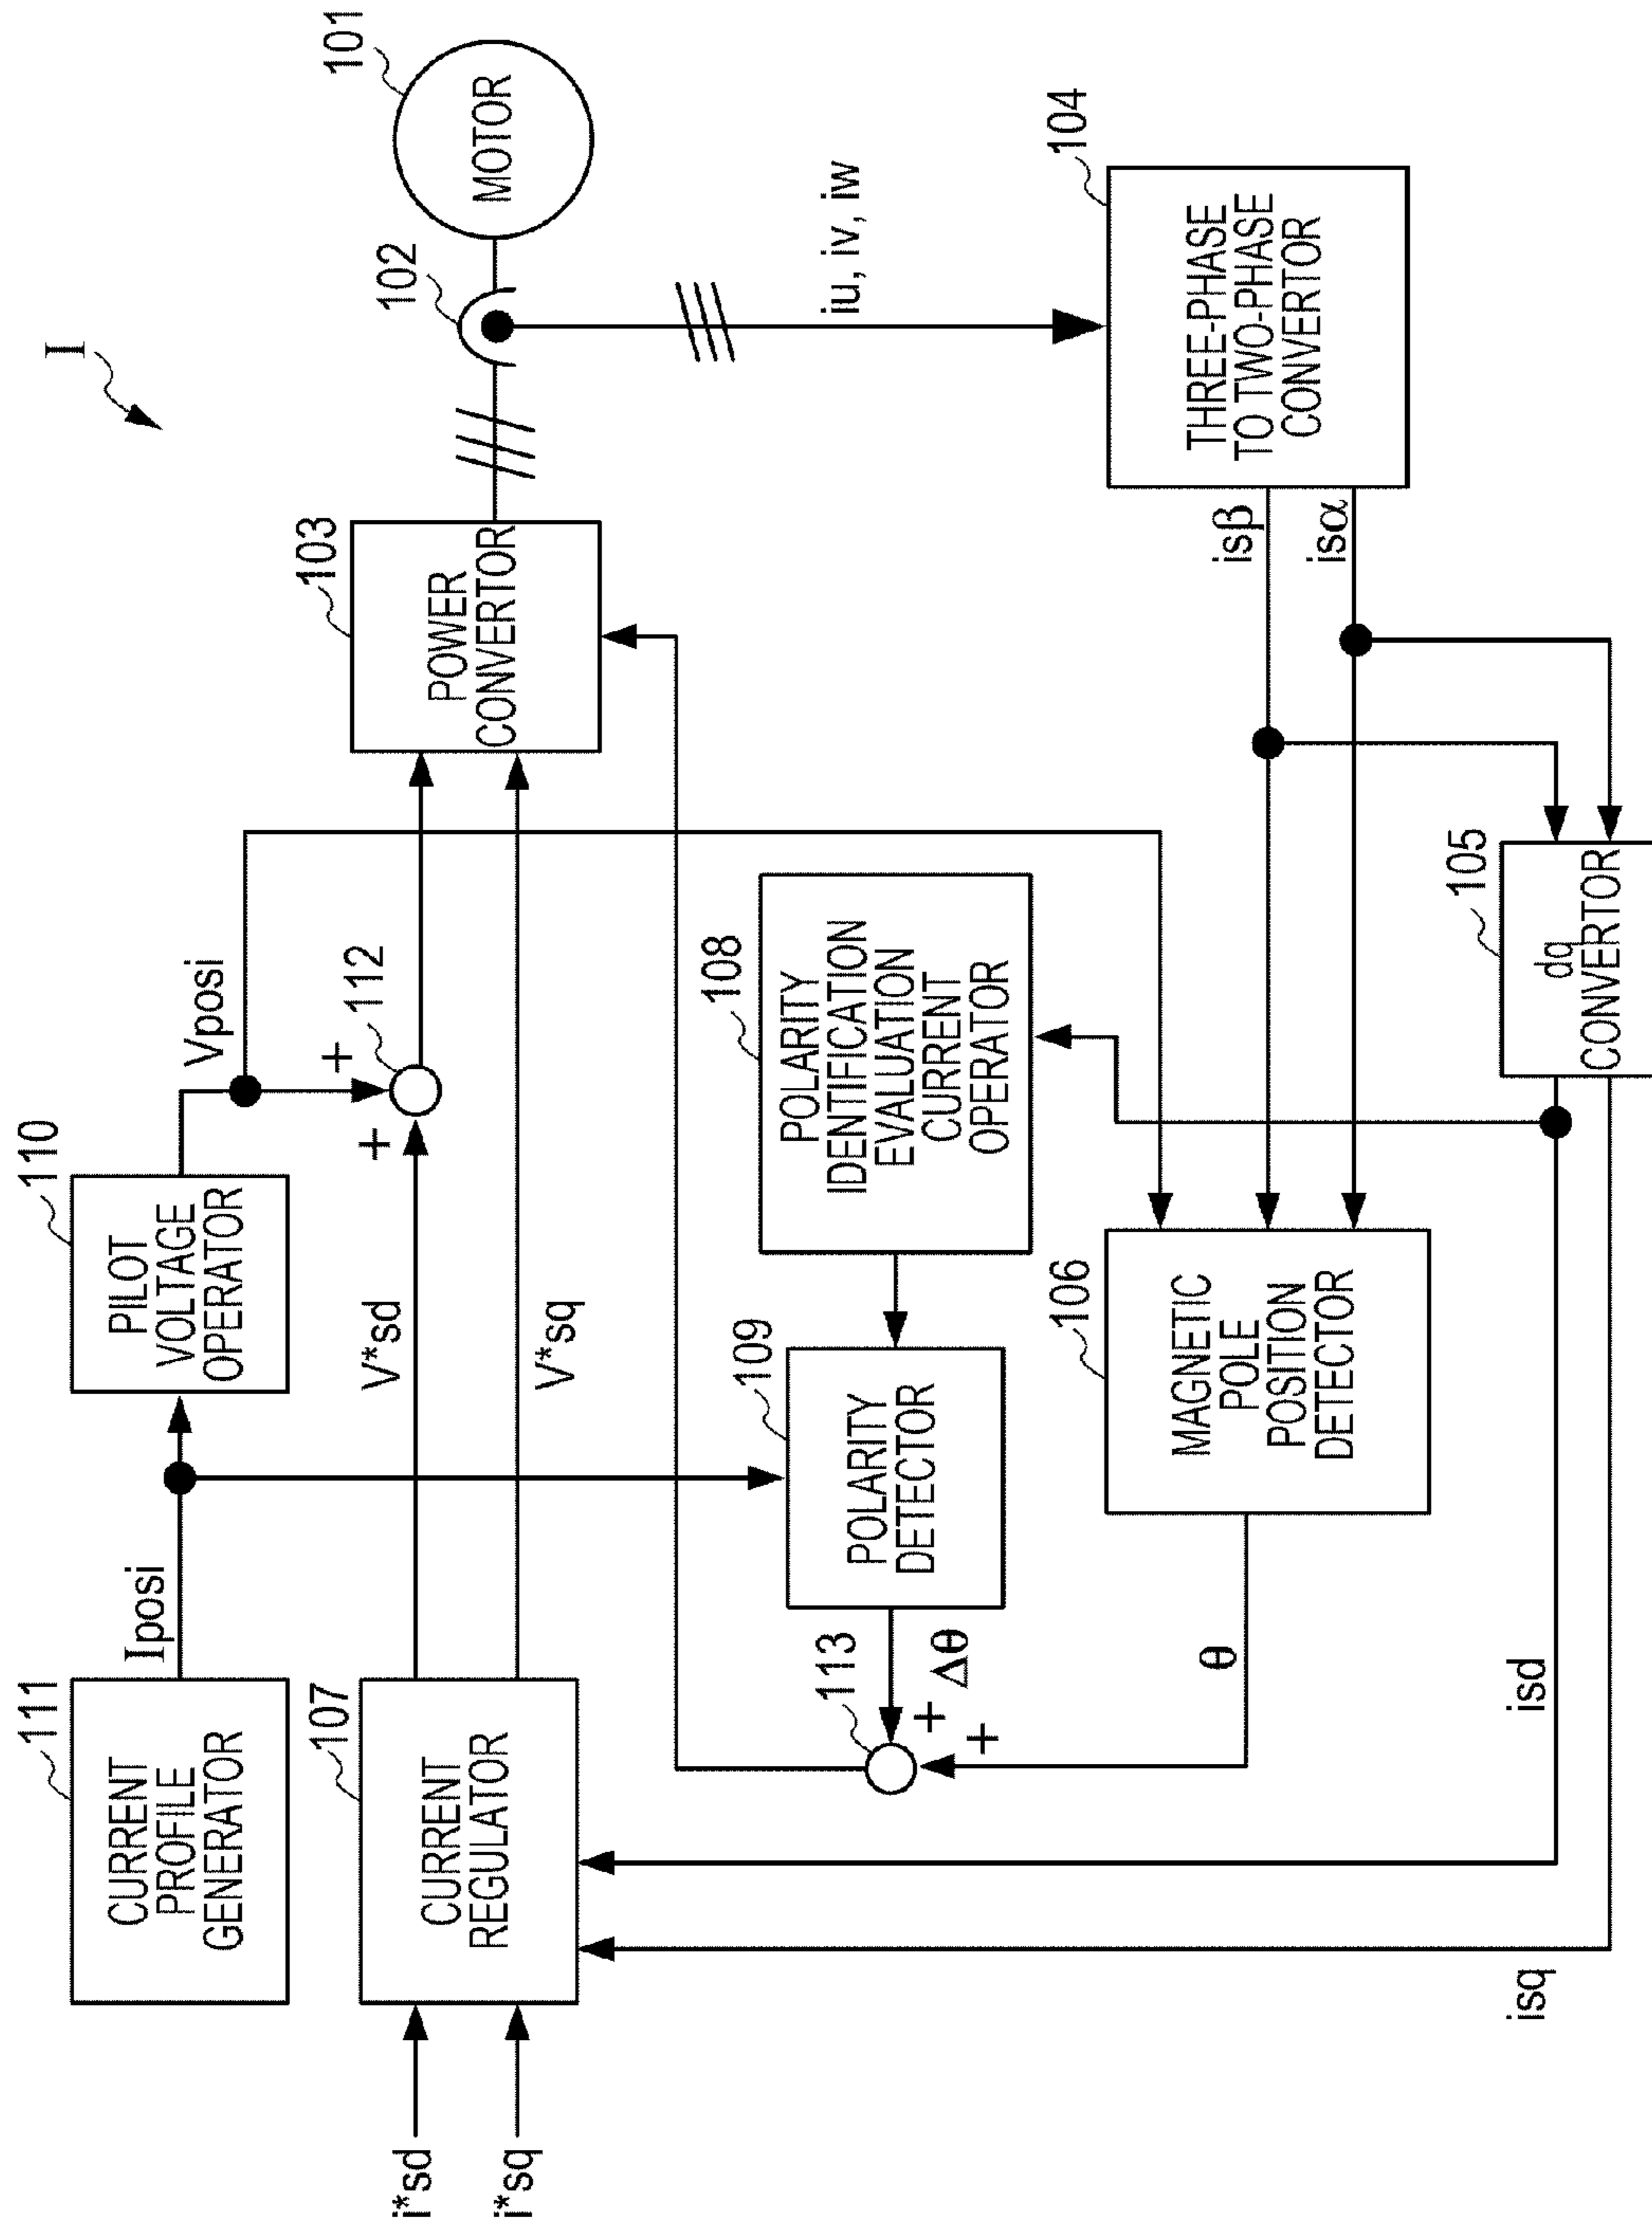 I
111
CURRENT
PROFILE
GENERATOR
Iposi
110
PILOT
VOLTAGE
OPERATOR
Vposi
+
112
+
107
CURRENT
REGULATOR
i*sd
i*sq
V*sd
V*sq
103
POWER
CONVERTOR
102
101
MOTOR
iu, iv, iw
108
POLARITY
IDENTIFICATION
EVALUATION
CURRENT
OPERATOR
109
POLARITY
DETECTOR
113
+
Δθ
+
θ
106
MAGNETIC
POLE
POSITION
DETECTOR
104
THREE-PHASE
TO TWO-PHASE
CONVERTOR
isβ
isα
105
dq
CONVERTOR
isd
isq